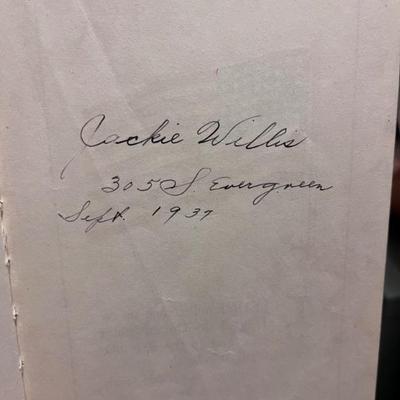 Jackie Willis
305 S. Evergreen
Sept. 1937